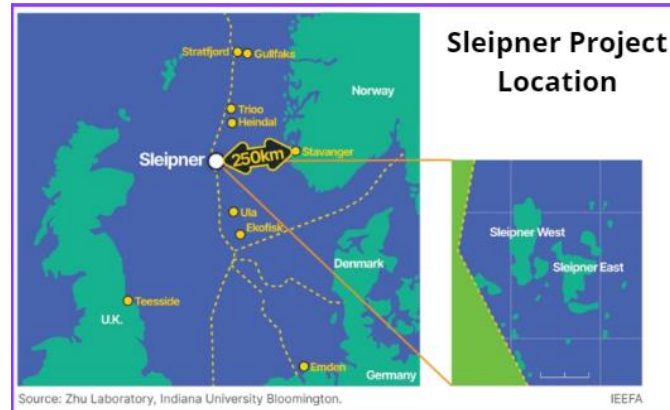 Sleipner Project
Location
Stratfjord
Gullfaks
Norway
Trioo
Heindal
Sleipner
250km
Stavanger
Ula
Ekofisk
Sleipner West
Sleipner East
Denmark
Teesside
U.K.
Emden
Germany
Source: Zhu Laboratory, Indiana University Bloomington.
IEEFA